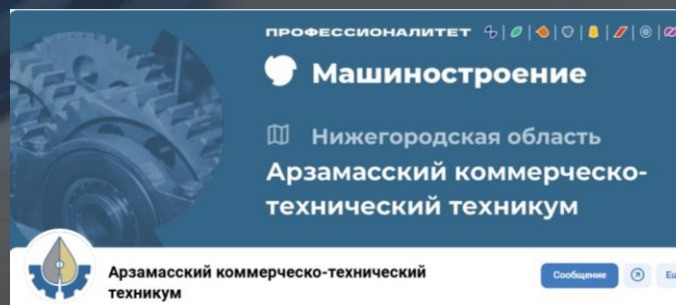 ПРОФЕССИОНАЛИТЕТ
Машиностроение
Нижегородская область
Арзамасский коммерческо-
технический техникум
Арзамасский коммерческо-технический
техникум
Сообщение